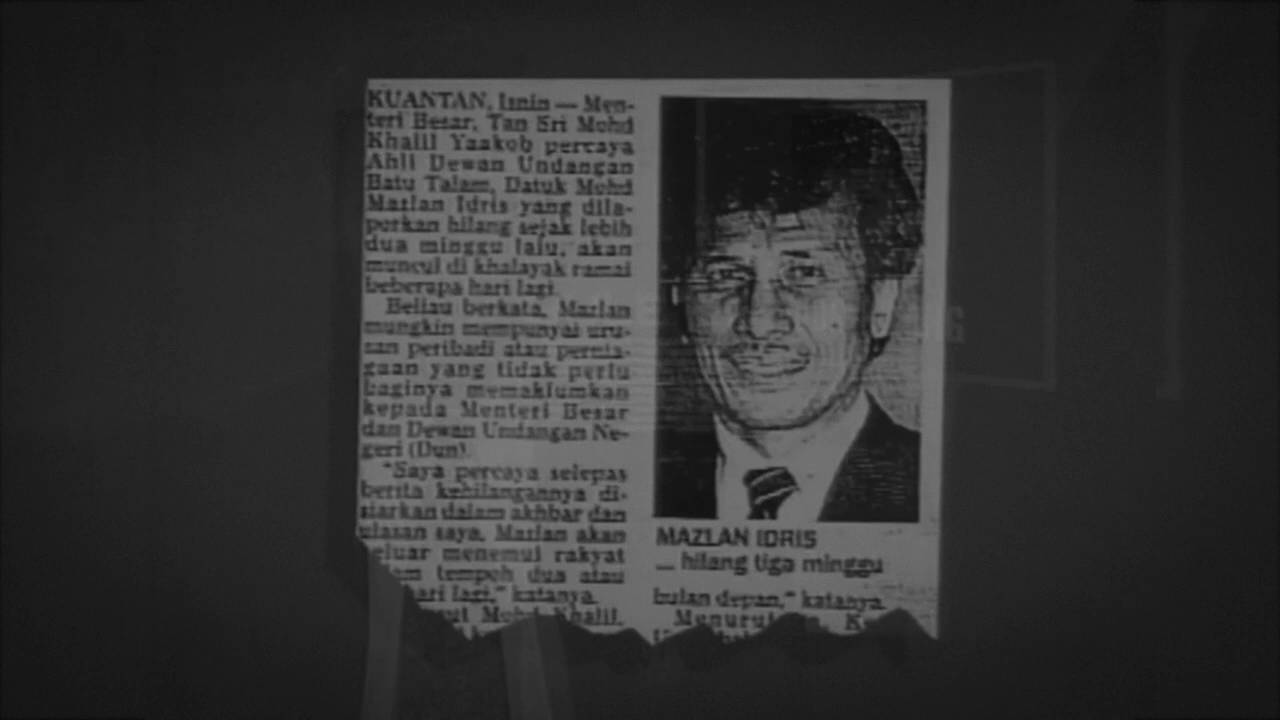 KUANTAN, Isnin — Men-
teri Besar, Tan Sri Mohd
Khalil Yaakob percaya
Ahli Dewan Undangan
Batu Talam, Datuk Mohd
Mazlan Idris yang dila-
porkan hilang sejak lebih
dua minggu lalu, akan
muncul di khalayak ramai
beberapa hari lagi.
Beliau berkata, Mazlan
mungkin mempunyai uru-
san peribadi atau pernia-
gaan yang tidak perlu
baginya memaklumkan
kepada Menteri Besar
dan Dewan Undangan Ne-
geri (Dun).
"Saya percaya selepas
berita kehilangannya di-
siarkan dalam akhbar dan
ulasan saya, Mazlan akan
eluar menemui rakyat
am tempoh dua atau
hari lagi," katanya.
Mohd Khalil,
MAZLAN IDRIS
... hilang tiga minggu
bulan depan," katanya.
Menurut